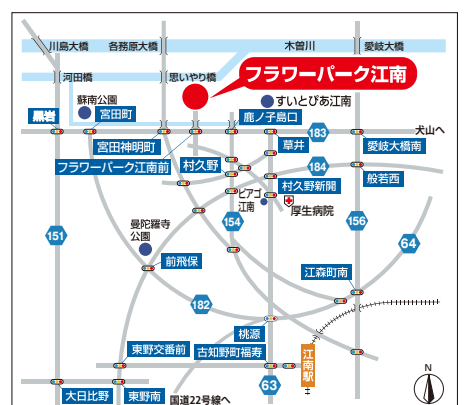 川島大橋
各務原大橋
木曽川
愛岐大橋
河田橋
思いやり橋
フラワーパーク江南
蘇南公園
すいとぴあ江南
黒岩
宮田町
鹿ノ子島口
183
犬山へ
宮田神明町
草井
愛岐大橋南
フラワーパーク江南前
村久野
184
般若西
村久野新開
ピアゴ
江南
厚生病院
曼陀羅寺
公園
154
156
151
64
前飛保
江森町南
182
桃源
東野交番前
古知野町福寿
江南駅
63
大日比野
東野南
国道22号線へ
N